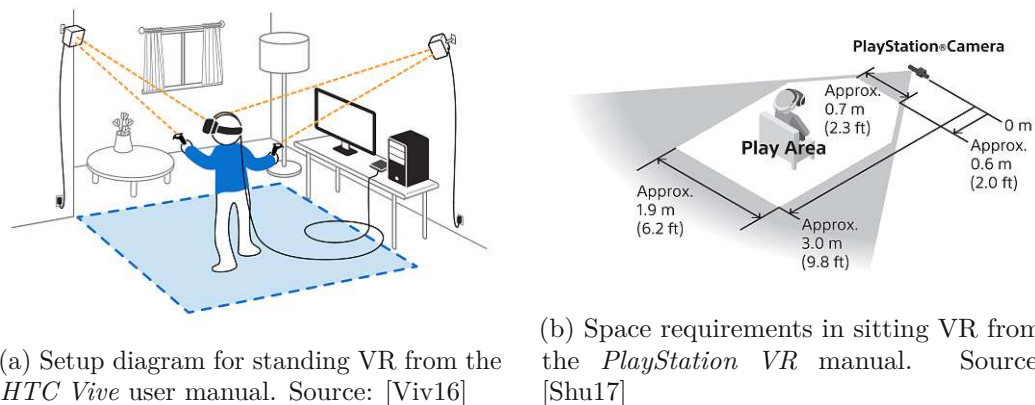 PlayStation®Camera
Approx.
0.7 m
(2.3 ft)
0 m
Play Area
Approx.
0.6 m
(2.0 ft)
Approx.
1.9 m
(6.2 ft)
Approx.
3.0 m
(9.8 ft)
(a) Setup diagram for standing VR from the
HTC Vive user manual. Source: [Viv16]
(b) Space requirements in sitting VR from
the PlayStation VR manual. Source
[Shu17]